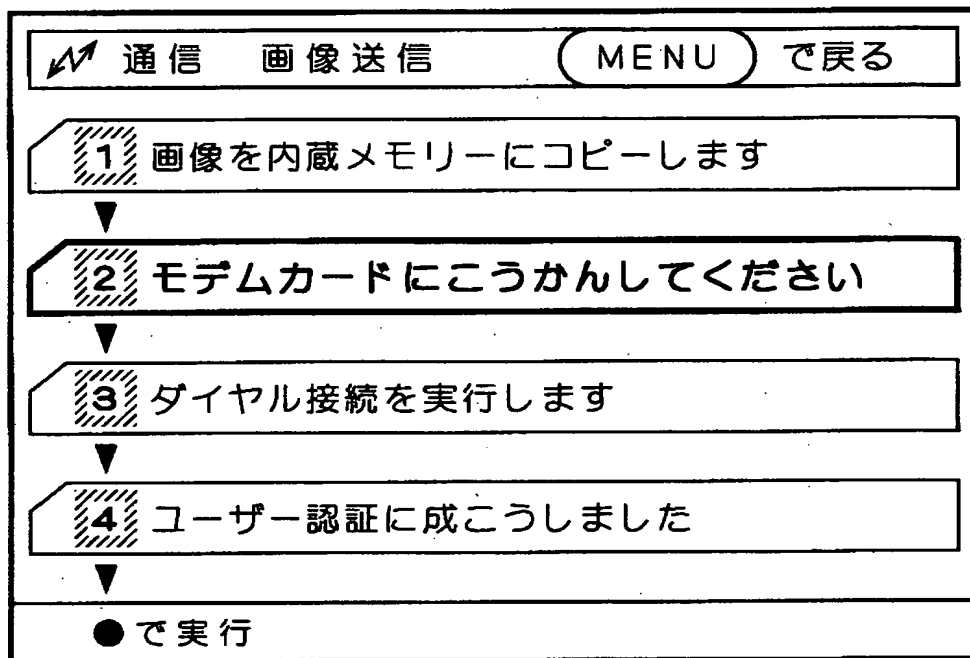 通信 画像送信 MENU で戻る
1 画像を内蔵メモリーにコピーします
2 モデムカードにこうかんしてください
3 ダイヤル接続を実行します
4 ユーザー認証に成こうしました
●で実行